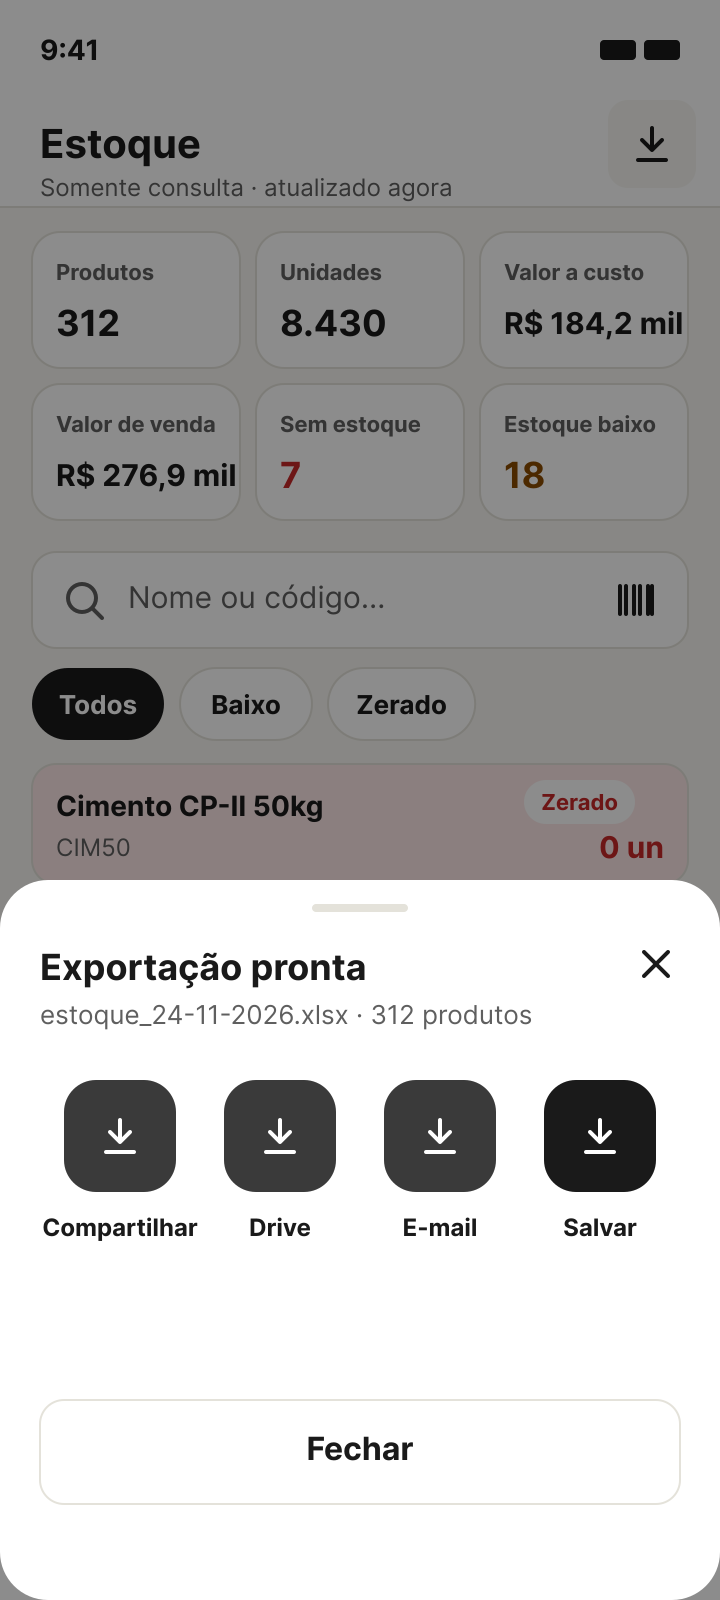 9:41
Estoque
Somente consulta · atualizado agora
Produtos
312
Unidades
8.430
Valor a custo
R$ 184,2 mil
Valor de venda
R$ 276,9 mil
Sem estoque
7
Estoque baixo
18
Nome ou código...
Todos
Baixo
Zerado
Cimento CP-II 50kg
Zerado
CIM50
0 un
Exportação pronta
estoque_24-11-2026.xlsx · 312 produtos
Compartilhar
Drive
E-mail
Salvar
Fechar